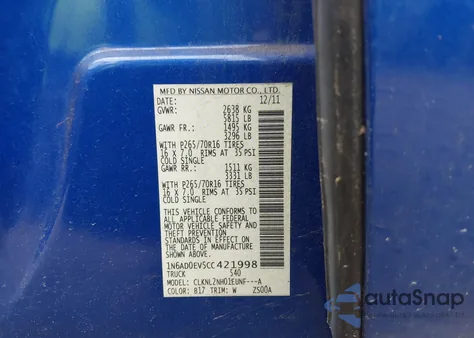 MFD BY NISSAN MOTOR CO., LTD.
DATE: 12/11
GVWR: 2638 KG
5815 LB
GAWR FR.: 1495 KG
3296 LB
WITH P265/70R16 TIRES
16 X 7.0 RIMS AT 35 PSI
COLD SINGLE
GAWR RR.: 1511 KG
3331 LB
WITH P265/70R16 TIRES
16 X 7.0 RIMS AT 35 PSI
COLD SINGLE
THIS VEHICLE CONFORMS TO
ALL APPLICABLE FEDERAL
MOTOR VEHICLE SAFETY AND
THEFT PREVENTION
STANDARDS IN EFFECT ON
THE DATE OF MANUFACTURE
SHOWN ABOVE.
1N6AD0EV5CC421998
TRUCK S40
MODEL: CLKNLZNH01EUNF---A
COLOR: B17 TRIM: W ZS00A
autaSnap